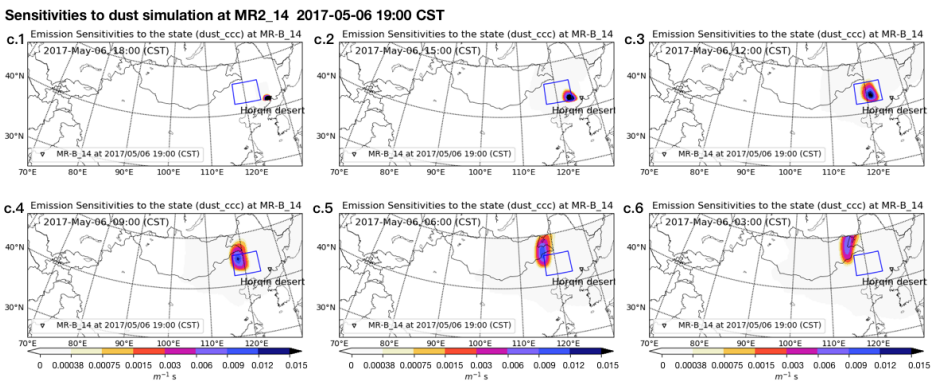 Sensitivities to dust simulation at MR2_14 2017-05-06 19:00 CST
c.1 Emission Sensitivities to the state (dust_ccc) at MR-B_14
2017-May-06, 18:00 (CST)
40°N
Horqin desert
30°N
MR-B_14 at 2017/05/06 19:00 (CST)
70°E 80°E 90°E 100°E 110°E 120°E
c.2 Emission Sensitivities to the state (dust_ccc) at MR-B_14
2017-May-06, 15:00 (CST)
40°N
Horqin desert
30°N
MR-B_14 at 2017/05/06 19:00 (CST)
70°E 80°E 90°E 100°E 110°E 120°E
c.3 Emission Sensitivities to the state (dust_ccc) at MR-B_14
2017-May-06, 12:00 (CST)
40°N
Horqin desert
30°N
MR-B_14 at 2017/05/06 19:00 (CST)
70°E 80°E 90°E 100°E 110°E 120°E
c.4 Emission Sensitivities to the state (dust_ccc) at MR-B_14
2017-May-06, 09:00 (CST)
40°N
Horqin desert
30°N
MR-B_14 at 2017/05/06 19:00 (CST)
70°E 80°E 90°E 100°E 110°E 120°E
0 0.00038 0.00075 0.0015 0.003 0.006 0.009 0.012 0.015
m⁻¹ s
c.5 Emission Sensitivities to the state (dust_ccc) at MR-B_14
2017-May-06, 06:00 (CST)
40°N
Horqin desert
30°N
MR-B_14 at 2017/05/06 19:00 (CST)
70°E 80°E 90°E 100°E 110°E 120°E
0 0.00038 0.00075 0.0015 0.003 0.006 0.009 0.012 0.015
m⁻¹ s
c.6 Emission Sensitivities to the state (dust_ccc) at MR-B_14
2017-May-06, 03:00 (CST)
40°N
Horqin desert
30°N
MR-B_14 at 2017/05/06 19:00 (CST)
70°E 80°E 90°E 100°E 110°E 120°E
0 0.00038 0.00075 0.0015 0.003 0.006 0.009 0.012 0.015
m⁻¹ s